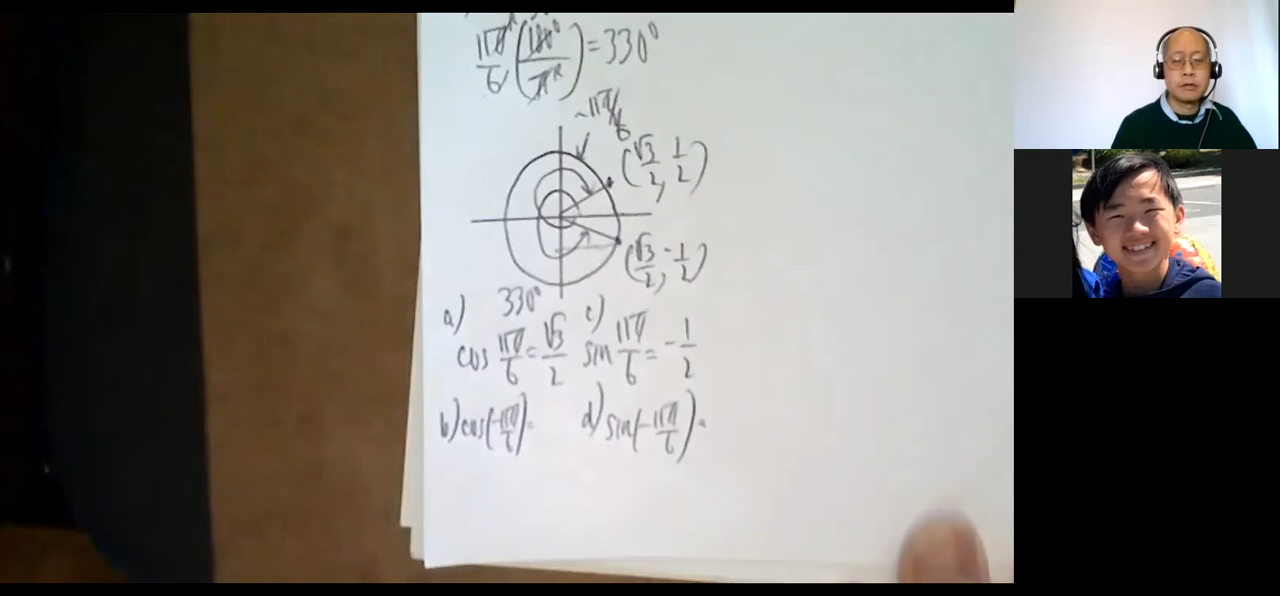 11π^R/6 (180°/π^R) = 330°
-11π/6
(√3/2, 1/2)
(√3/2, -1/2)
330°
a) cos 11π/6 = √3/2 c) sin 11π/6 = -1/2
b) cos(-11π/6) = d) sin(-11π/6) =